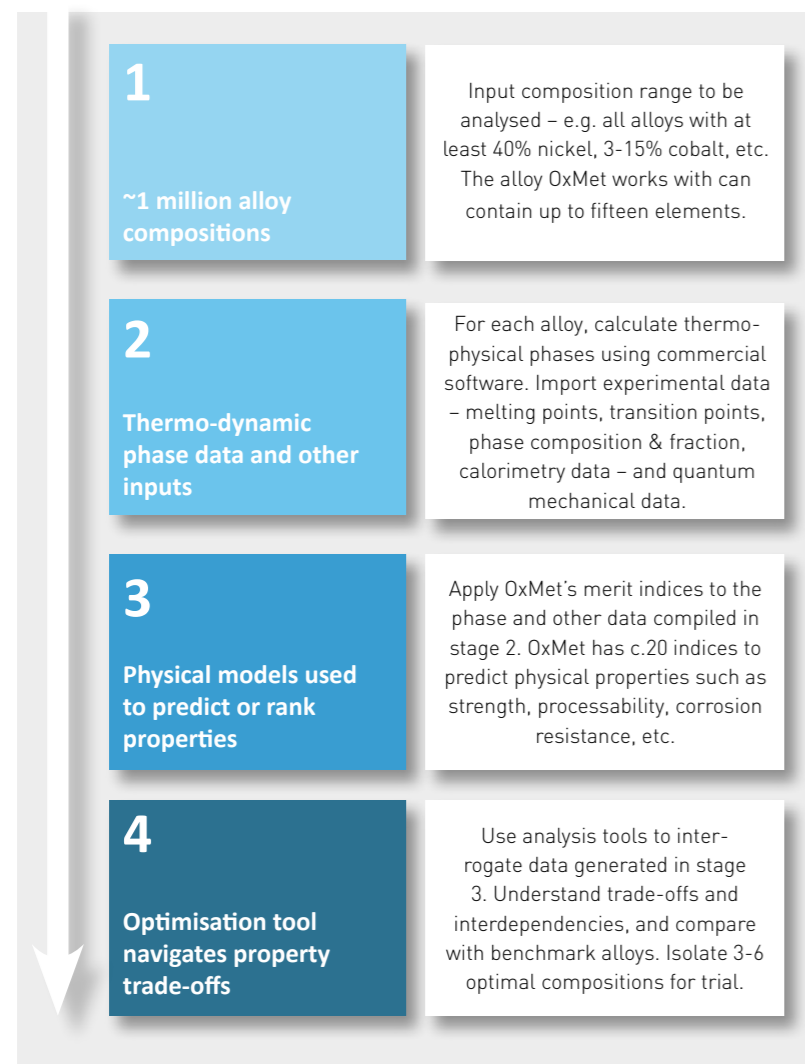 1
~1 million alloy
compositions
Input composition range to be
analysed – e.g. all alloys with at
least 40% nickel, 3-15% cobalt, etc.
The alloy OxMet works with can
contain up to fifteen elements.
2
Thermo-dynamic
phase data and other
inputs
For each alloy, calculate thermo-
physical phases using commercial
software. Import experimental data
– melting points, transition points,
phase composition & fraction,
calorimetry data – and quantum
mechanical data.
3
Physical models used
to predict or rank
properties
Apply OxMet's merit indices to the
phase and other data compiled in
stage 2. OxMet has c.20 indices to
predict physical properties such as
strength, processability, corrosion
resistance, etc.
4
Optimisation tool
navigates property
trade-offs
Use analysis tools to inter-
rogate data generated in stage
3. Understand trade-offs and
interdependencies, and compare
with benchmark alloys. Isolate 3-6
optimal compositions for trial.